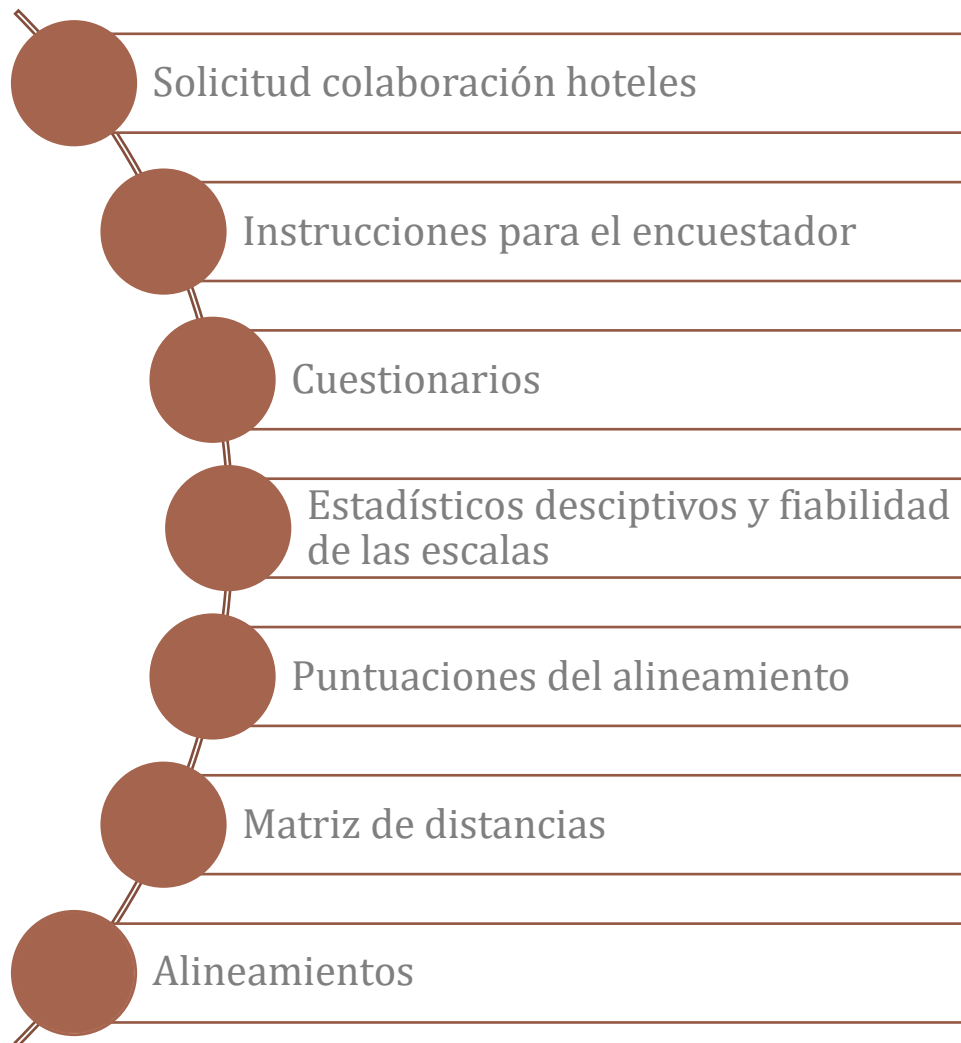 Solicitud colaboración hoteles
Instrucciones para el encuestador
Cuestionarios
Estadísticos desciptivos y fiabilidad
de las escalas
Puntuaciones del alineamiento
Matriz de distancias
Alineamientos